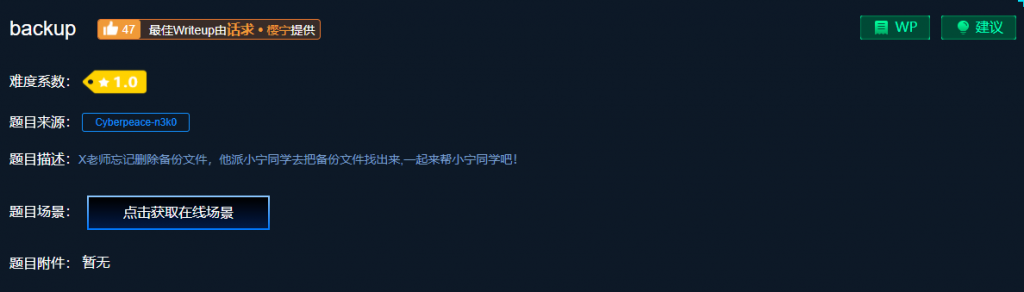 backup 47 最佳Writeup由话求 • 樱宁提供 WP 建议
难度系数： 1.0
题目来源： Cyberpeace-n3k0
题目描述：X老师忘记删除备份文件，他派小宁同学去把备份文件找出来,一起来帮小宁同学吧！
题目场景： 点击获取在线场景
题目附件： 暂无